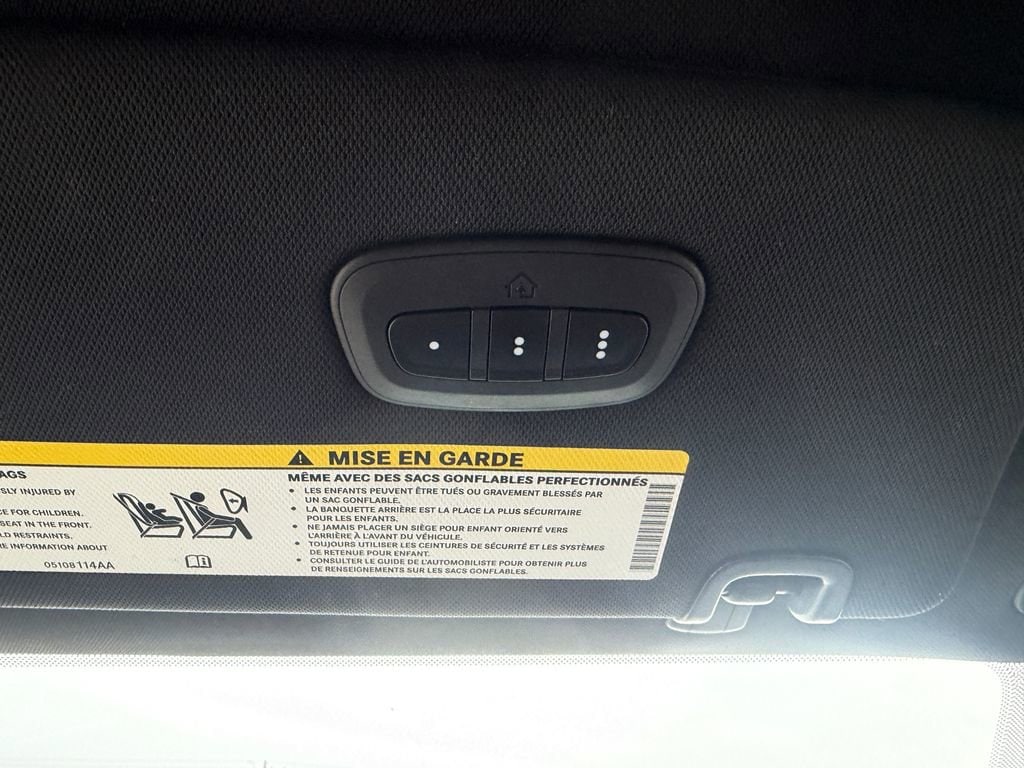 MISE EN GARDE
AGS
SLY INJURED BY
CE FOR CHILDREN.
SEAT IN THE FRONT.
LD RESTRAINTS.
RE INFORMATION ABOUT
05108114AA
MÊME AVEC DES SACS GONFLABLES PERFECTIONNÉS
• LES ENFANTS PEUVENT ÊTRE TUÉS OU GRAVEMENT BLESSÉS PAR
UN SAC GONFLABLE.
• LA BANQUETTE ARRIÈRE EST LA PLACE LA PLUS SÉCURITAIRE
POUR LES ENFANTS.
• NE JAMAIS PLACER UN SIÈGE POUR ENFANT ORIENTÉ VERS
L'ARRIÈRE À L'AVANT DU VÉHICULE.
• TOUJOURS UTILISER LES CEINTURES DE SÉCURITÉ ET LES SYSTÈMES
DE RETENUE POUR ENFANT.
• CONSULTER LE GUIDE DE L'AUTOMOBILISTE POUR OBTENIR PLUS
DE RENSEIGNEMENTS SUR LES SACS GONFLABLES.